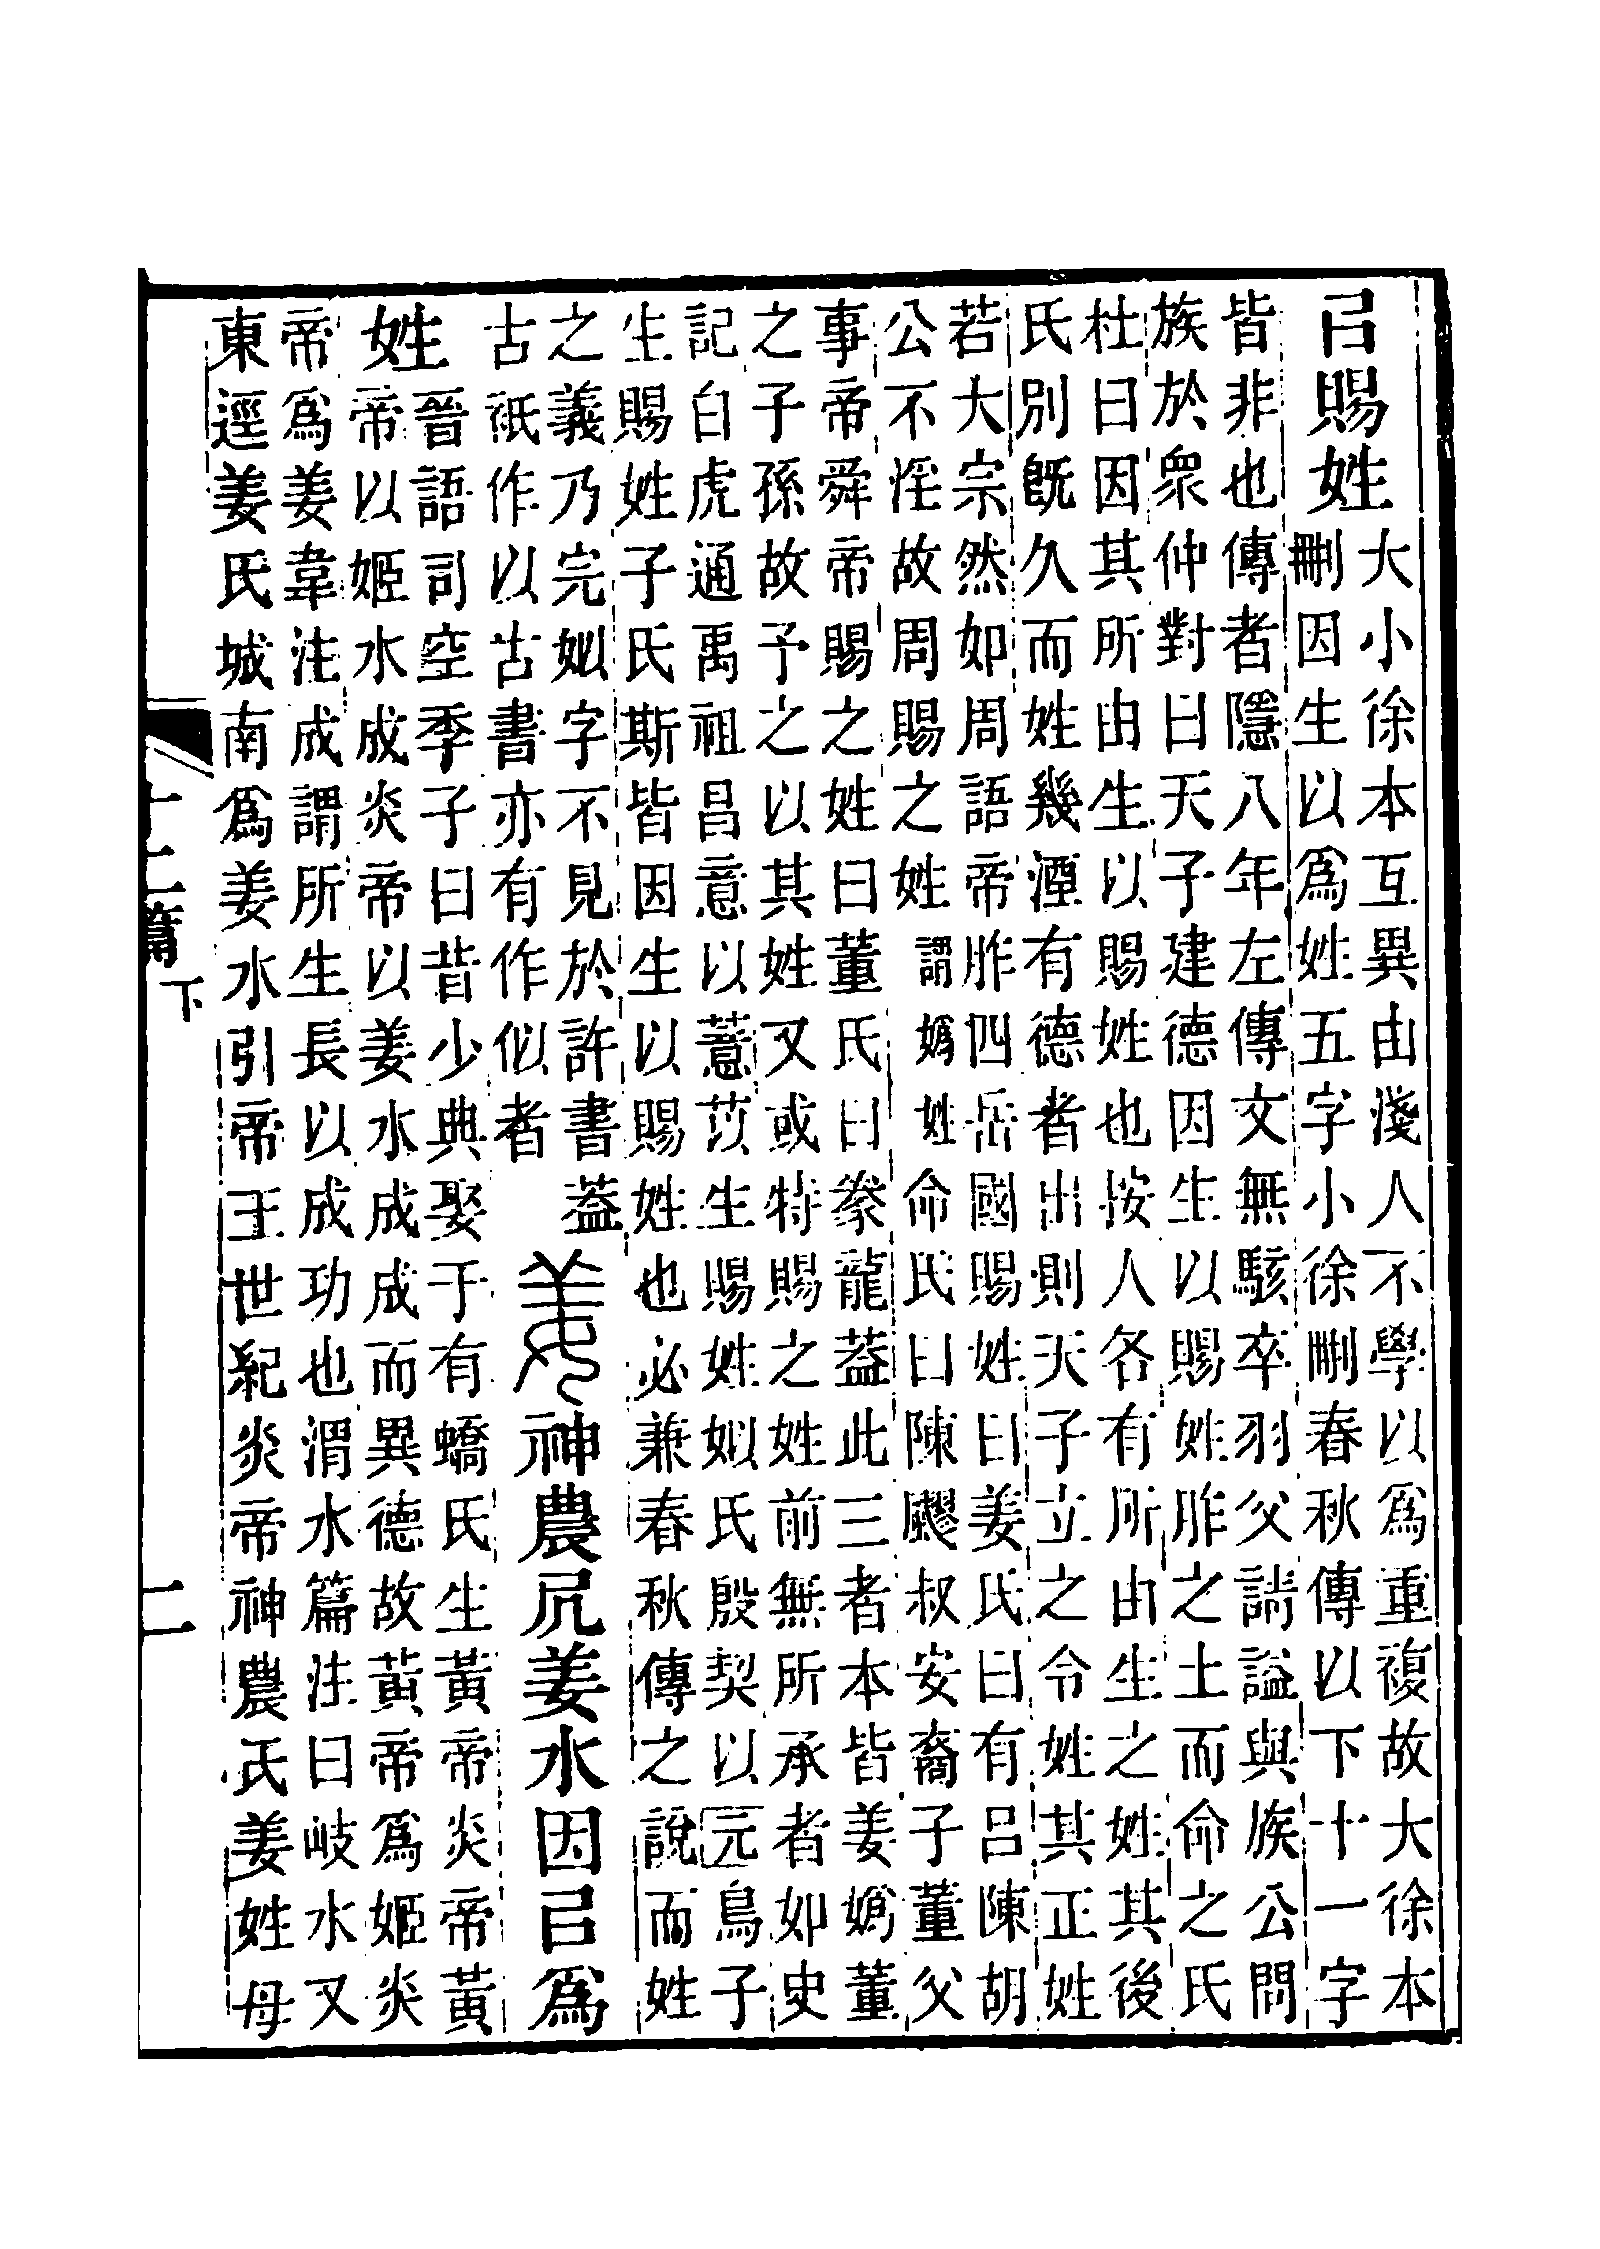 㠯賜姓
大小徐本互異由淺人不學以爲重複故大徐本
刪因生以爲姓五字小徐刪春秋傳以下十一字
皆非也傳者隱八年左傳文無駭卒羽父請謚與族公問
族於衆仲對曰天子建德因生以賜姓胙之土而命之氏
杜曰因其所由生以賜姓也按人各有所由生之姓其後
氏別旣久而姓幾湮有德者出則天子立之令姓其正姓
若大宗然如周語帝胙四岳國賜姓曰姜氏曰有呂陳胡
公不淫故周賜之姓謂嬀姓命氏曰陳飂叔安裔子董父
事帝舜帝賜之姓曰董氏曰豢龍蓋此三者本皆姜嬀董
之子孫故予之以其姓又或特賜之姓前無所承者如史
記白虎通禹祖昌意以薏苡生賜姓姒氏殷契以元鳥子
生賜姓子氏斯皆因生以賜姓也必兼春秋傳之說而姓
之義乃完姒字不見於許書蓋
古衹作以古書亦有作似者
姜神農凥姜水因㠯爲
姓
晉語司空季子曰昔少典娶于有蟜氏生黃帝炎帝黃
帝以姬水成炎帝以姜水成成而異德故黃帝爲姬炎
帝爲姜韋注成謂所生長以成功也渭水篇注曰岐水又
東逕姜氏城南爲姜水引帝王世紀炎帝神農氏姜姓母
十二篇下
二